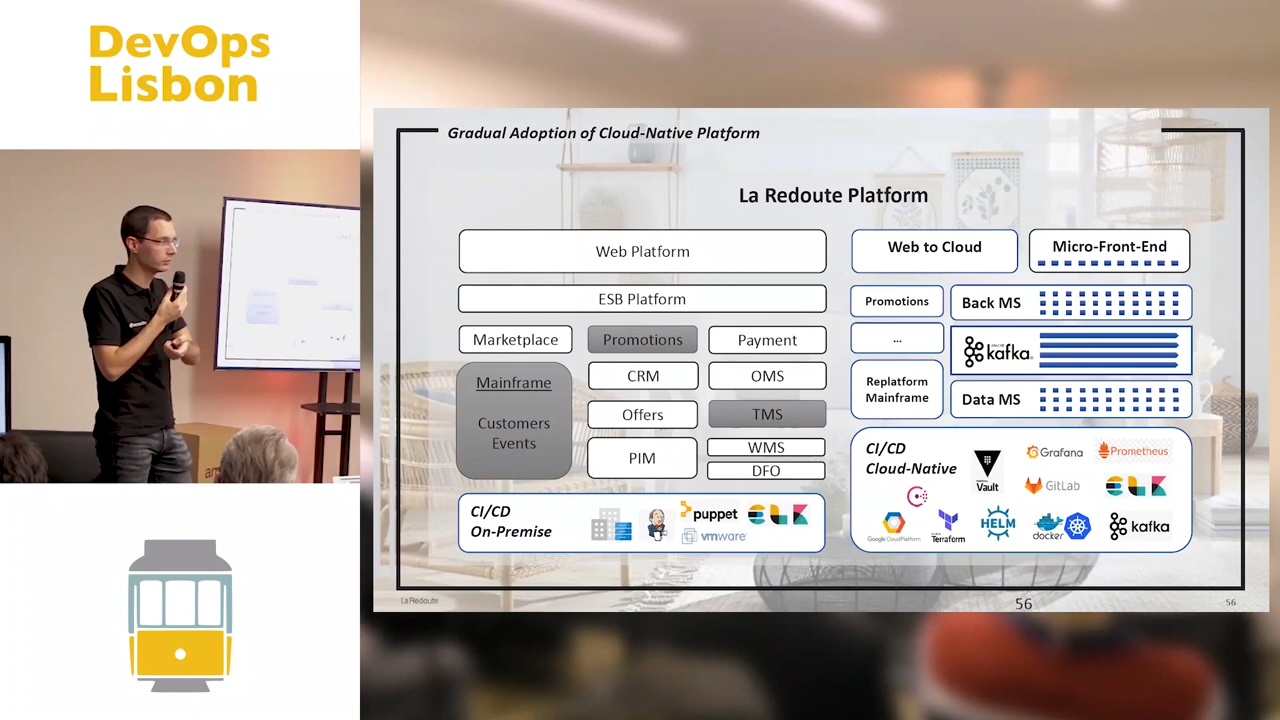 DevOps
Lisbon
Gradual Adoption of Cloud-Native Platform
La Redoute Platform
Web Platform
ESB Platform
Marketplace
Promotions
Payment
Mainframe
Customers
Events
CRM
OMS
Offers
TMS
PIM
WMS
DFO
CI/CD
On-Premise
puppet
vmware
Web to Cloud
Micro-Front-End
Promotions
Back MS
...
kafka
Replatform
Mainframe
Data MS
CI/CD
Cloud-Native
Vault
Grafana
Prometheus
GitLab
Google Cloud Platform
Terraform
HELM
docker
kafka
La Redoute
56
56